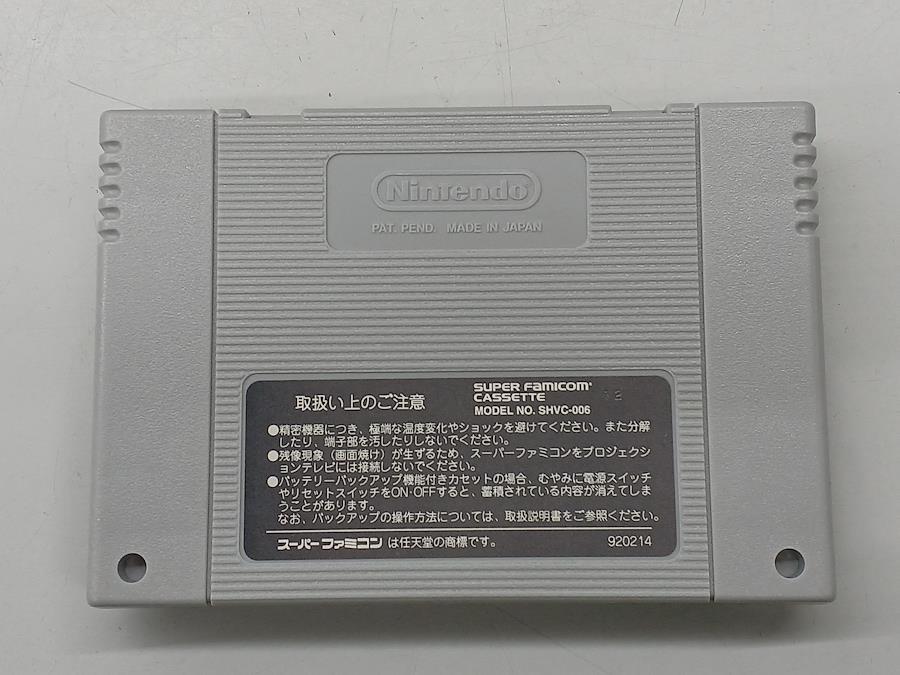 Nintendo
PAT. PEND. MADE IN JAPAN
取扱い上のご注意
SUPER FAMICOM
CASSETTE
MODEL NO. SHVC-006
12
●精密機器につき、極端な温度変化やショックを避けてください。また分解
したり、端子部を汚したりしないでください。
●残像現象（画面焼け）が生ずるため、スーパーファミコンをプロジェクシ
ョンテレビには接続しないでください。
●バッテリーバックアップ機能付きカセットの場合、むやみに電源スイッチ
やリセットスイッチをON・OFFすると、蓄積されている内容が消えてしま
うことがあります。
なお、バックアップの操作方法については、取扱説明書をご参照ください。
スーパーファミコン は任天堂の商標です。
920214